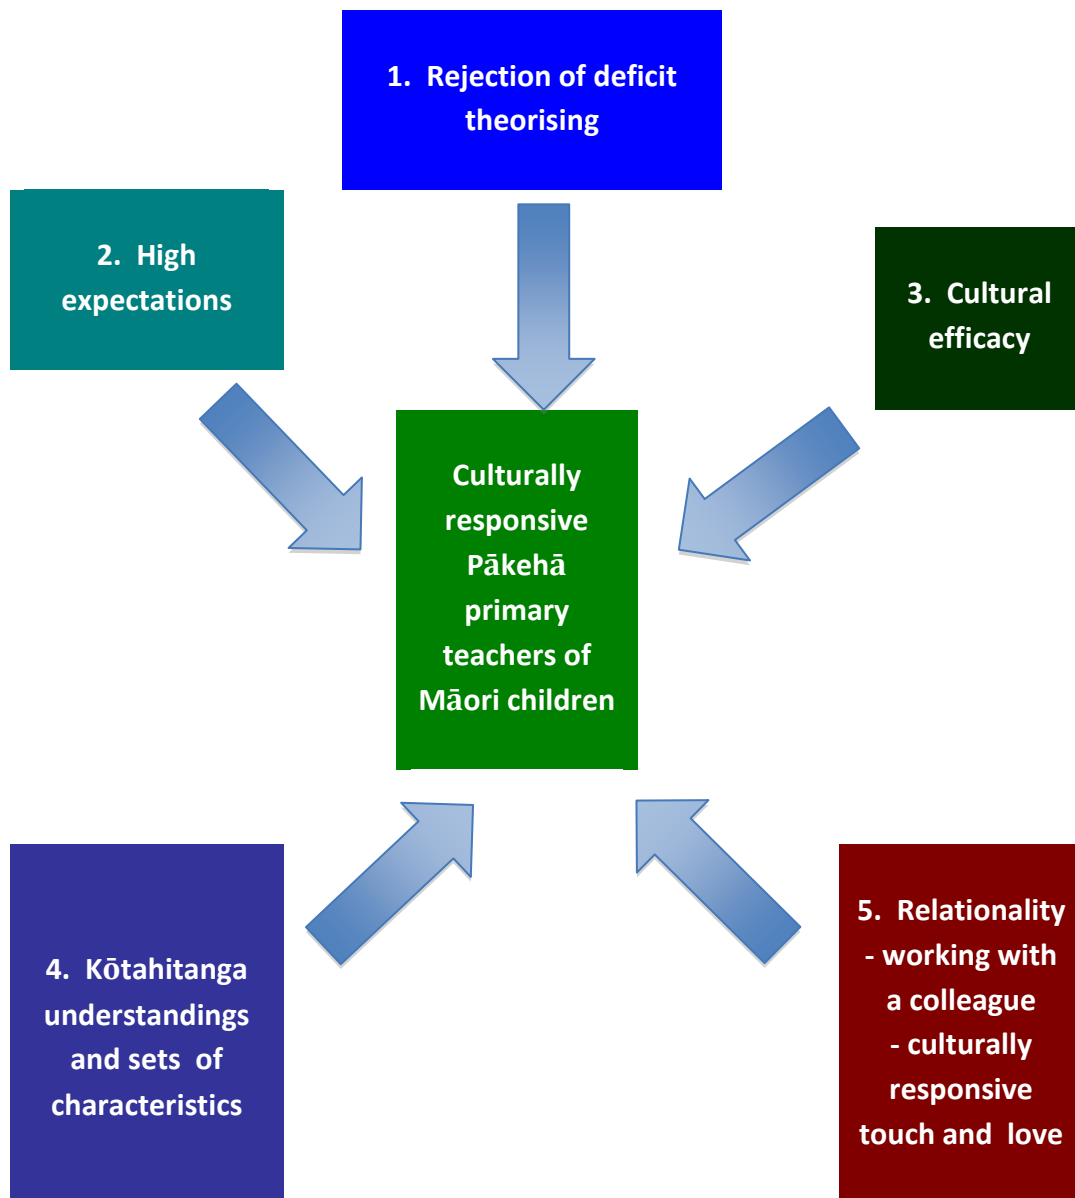 1. Rejection of deficit
theorising
2. High
expectations
3. Cultural
efficacy
Culturally
responsive
Pākehā
primary
teachers of
Māori children
4. Kōtahitanga
understandings
and sets of
characteristics
5. Relationality
- working with
a colleague
- culturally
responsive
touch and love